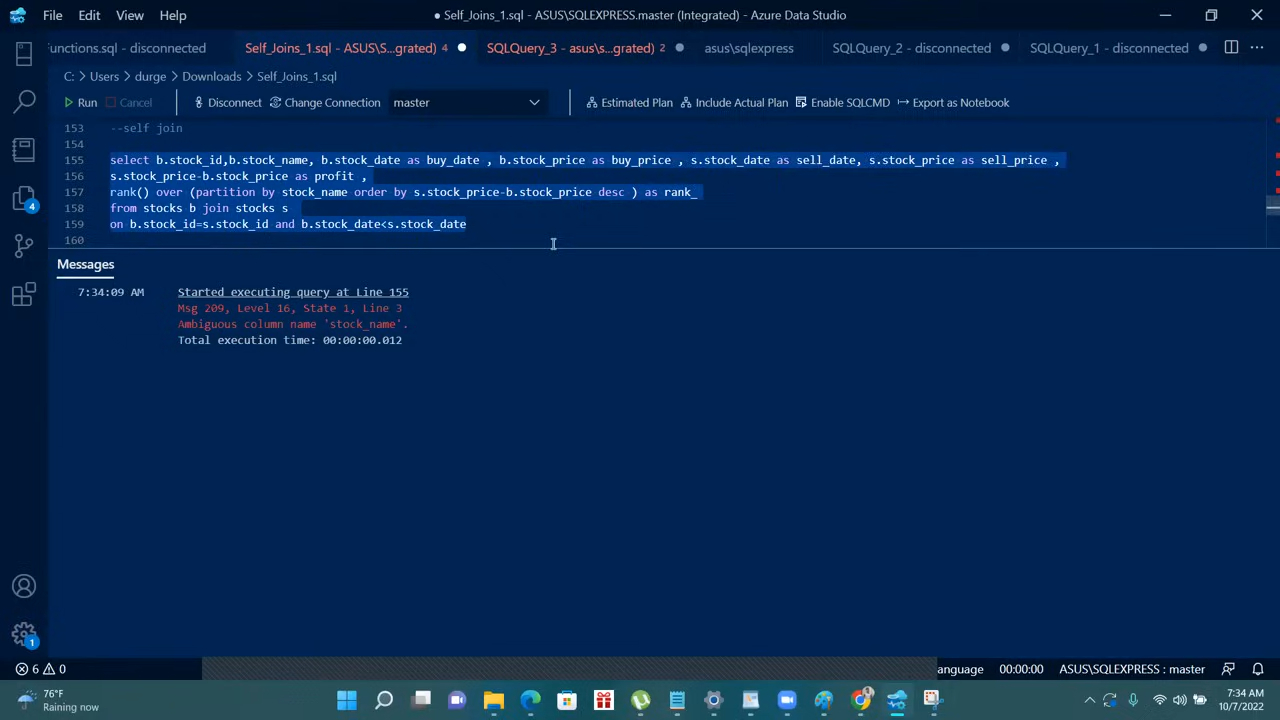 File Edit View Help
● Self_Joins_1.sql - ASUS\SQLEXPRESS.master (Integrated) - Azure Data Studio
unctions.sql - disconnected
Self_Joins_1.sql - ASUS\S...grated) 4
SQLQuery_3 - asus\s...grated) 2
asus\sqlexpress
SQLQuery_2 - disconnected
SQLQuery_1 - disconnected
C: > Users > durge > Downloads > Self_Joins_1.sql
Run Cancel Disconnect Change Connection master Estimated Plan Include Actual Plan Enable SQLCMD Export as Notebook
153 --self join
154
155 select b.stock_id,b.stock_name, b.stock_date as buy_date , b.stock_price as buy_price , s.stock_date as sell_date, s.stock_price as sell_price ,
156 s.stock_price-b.stock_price as profit ,
157 rank() over (partition by stock_name order by s.stock_price-b.stock_price desc ) as rank_
158 from stocks b join stocks s
159 on b.stock_id=s.stock_id and b.stock_date<s.stock_date
160
4
Messages
7:34:09 AM Started executing query at Line 155
Msg 209, Level 16, State 1, Line 3
Ambiguous column name 'stock_name'.
Total execution time: 00:00:00.012
1
6 0
anguage 00:00:00 ASUS\SQLEXPRESS : master
76°F
Raining now
7:34 AM
10/7/2022